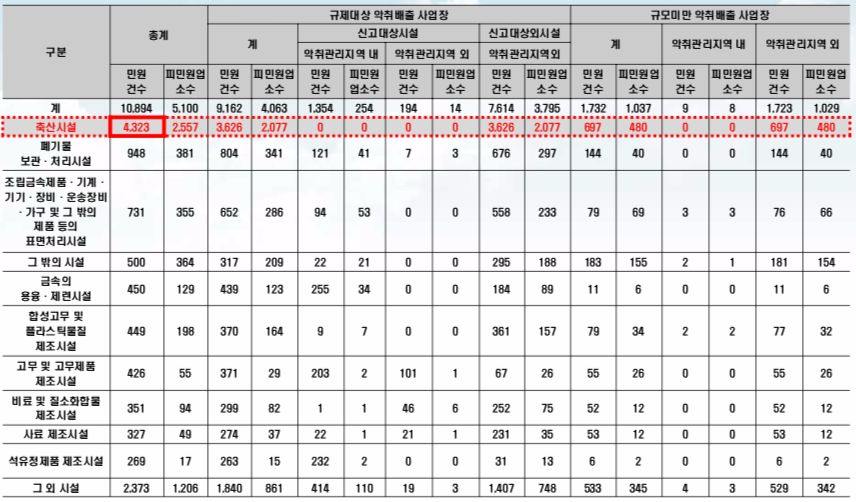 구분 총계 규제대상 악취배출 사업장 규모미만 악취배출 사업장
계 신고대상시설 신고대상외시설 계 악취관리지역 내 악취관리지역 외
악취관리지역 내 악취관리지역 외 악취관리지역외
민원 건수 피민원업 소수 민원 건수 피민원업 소수 민원 건수 피민원 업소수 민원 건수 피민원업 소수 민원 건수 피민원업 소수 민원 건수 피민원업 소수 민원 건수 피민원업 소수 민원 건수 피민원업 소수
계 10,894 5,100 9,162 4,063 1,354 254 194 14 7,614 3,795 1,732 1,037 9 8 1,723 1,029
축산시설 4,323 2,557 3,626 2,077 0 0 0 0 3,626 2,077 697 480 0 0 697 480
폐기물
보관 · 처리시설 948 381 804 341 121 41 7 3 676 297 144 40 0 0 144 40
조립금속제품 · 기계 ·
기기 · 장비 · 운송장비
· 가구 및 그 밖의
제품 등의
표면처리시설 731 355 652 286 94 53 0 0 558 233 79 69 3 3 76 66
그 밖의 시설 500 364 317 209 22 21 0 0 295 188 183 155 2 1 181 154
금속의
용융 · 제련시설 450 129 439 123 255 34 0 0 184 89 11 6 0 0 11 6
합성고무 및
플라스틱물질
제조시설 449 198 370 164 9 7 0 0 361 157 79 34 2 2 77 32
고무 및 고무제품
제조시설 426 55 371 29 203 2 101 1 67 26 55 26 0 0 55 26
비료 및 질소화합물
제조시설 351 94 299 82 1 1 46 6 252 75 52 12 0 0 52 12
사료 제조시설 327 49 274 37 22 1 21 1 231 35 53 12 0 0 53 12
석유정제품 제조시설 269 17 263 15 232 2 0 0 31 13 6 2 0 0 6 2
그 외 시설 2,373 1,206 1,840 861 414 110 19 3 1,407 748 533 345 4 3 529 342